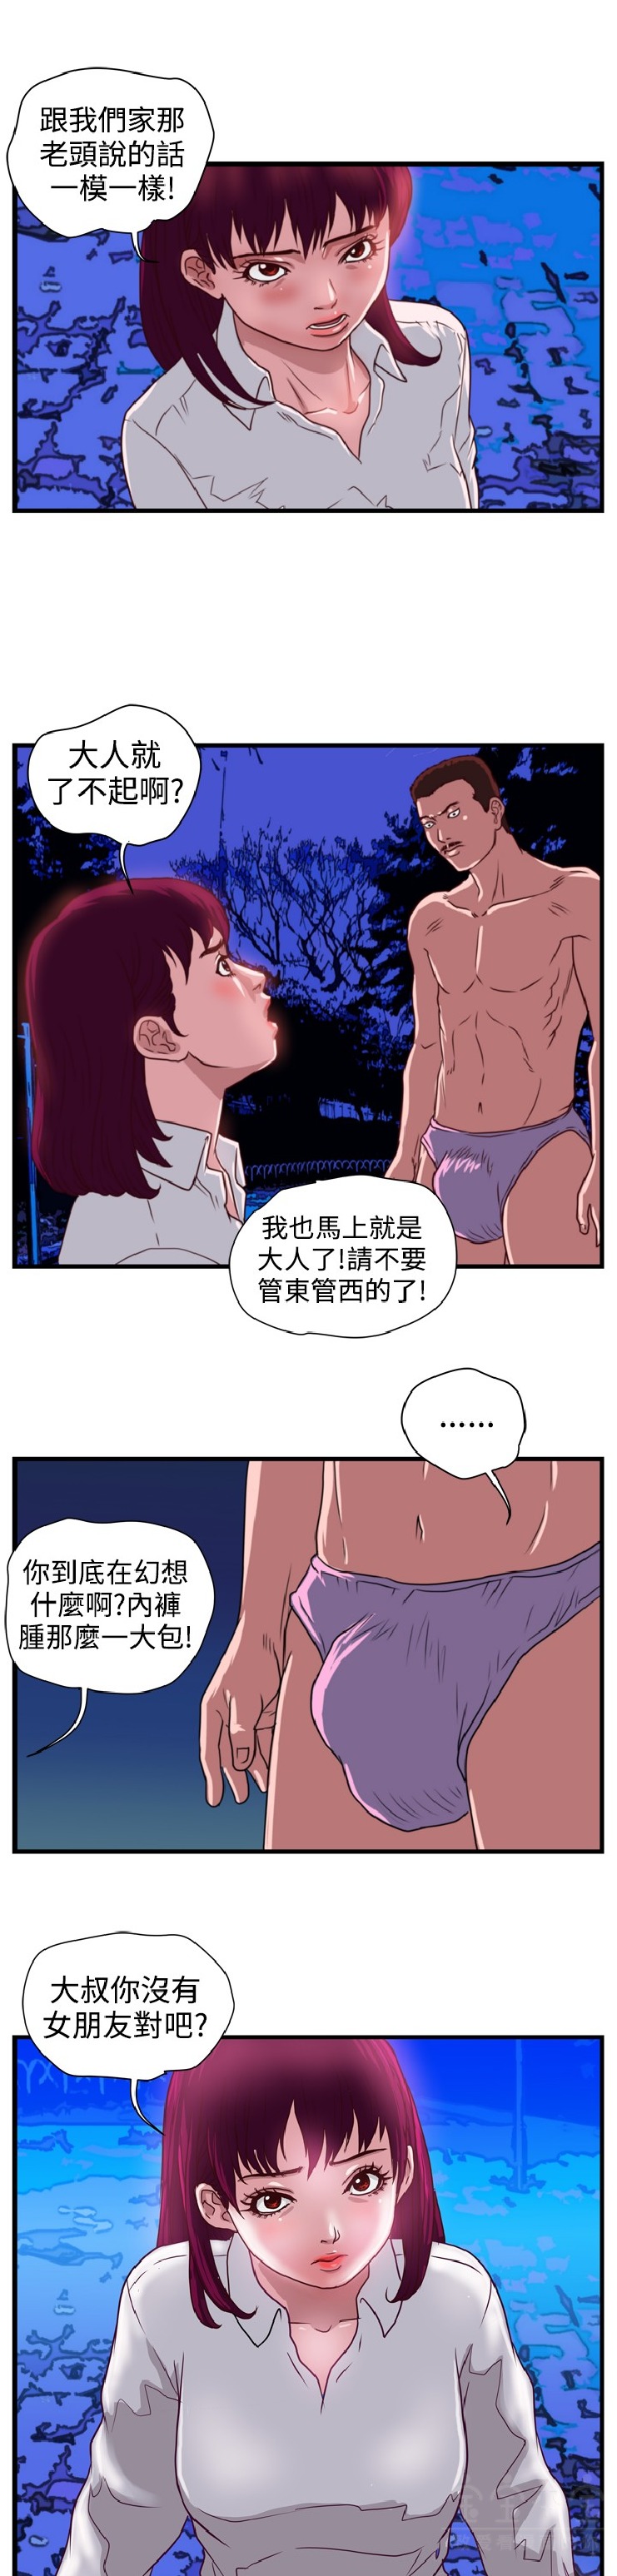 跟我們家那
老頭說的話
一模一樣!
大人就
了不起啊?
我也馬上就是
大人了!請不要
管東管西的了!
……
你到底在幻想
什麼啊?內褲
腫那麼一大包!
大叔你沒有
女朋友對吧?